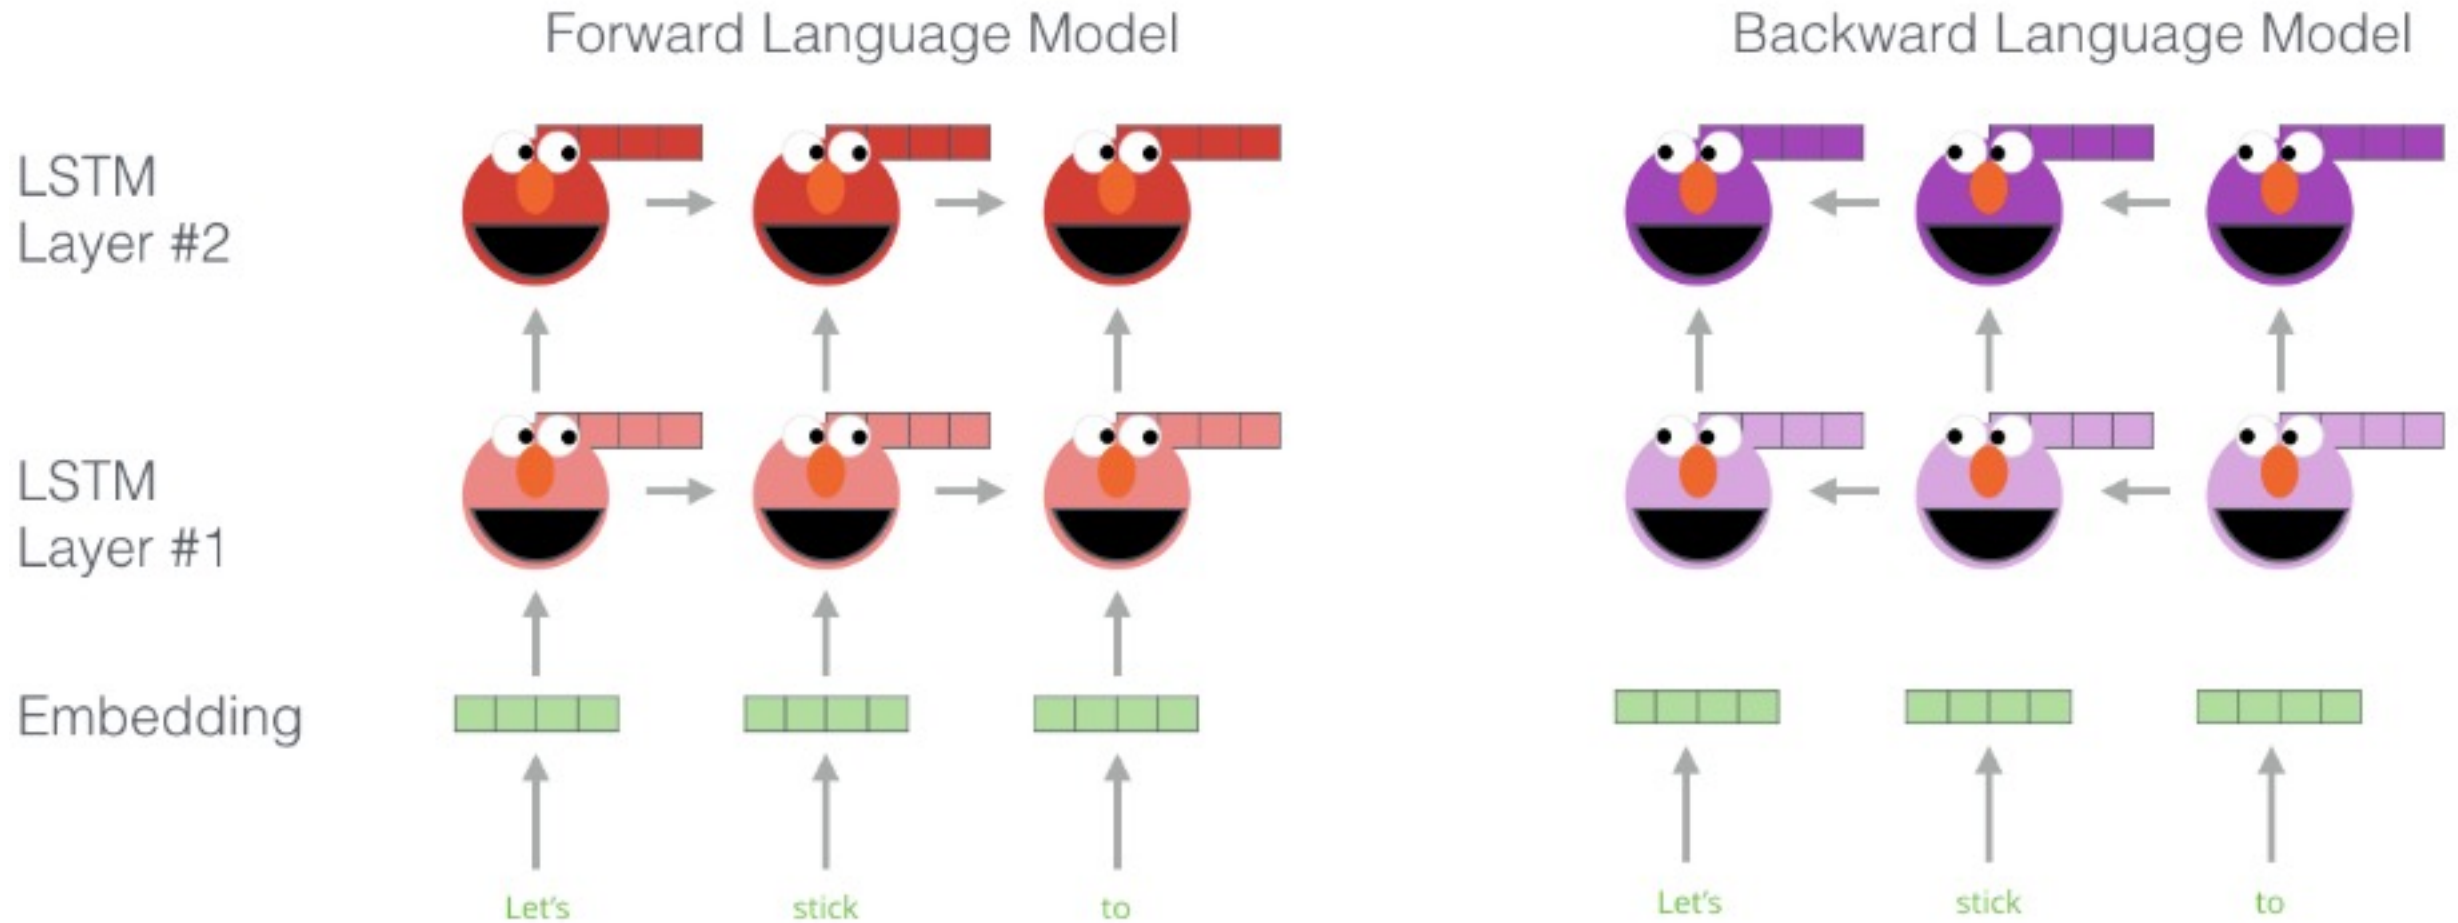 Forward Language Model
Backward Language Model
LSTM
Layer #2
LSTM
Layer #1
Embedding
Let's
stick
to
Let's
stick
to